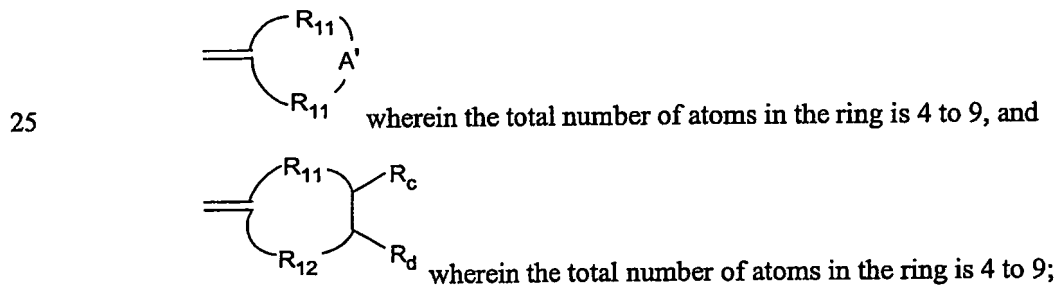 R11
A'
R11
25 wherein the total number of atoms in the ring is 4 to 9, and
R11 Rc
R12 Rd wherein the total number of atoms in the ring is 4 to 9;